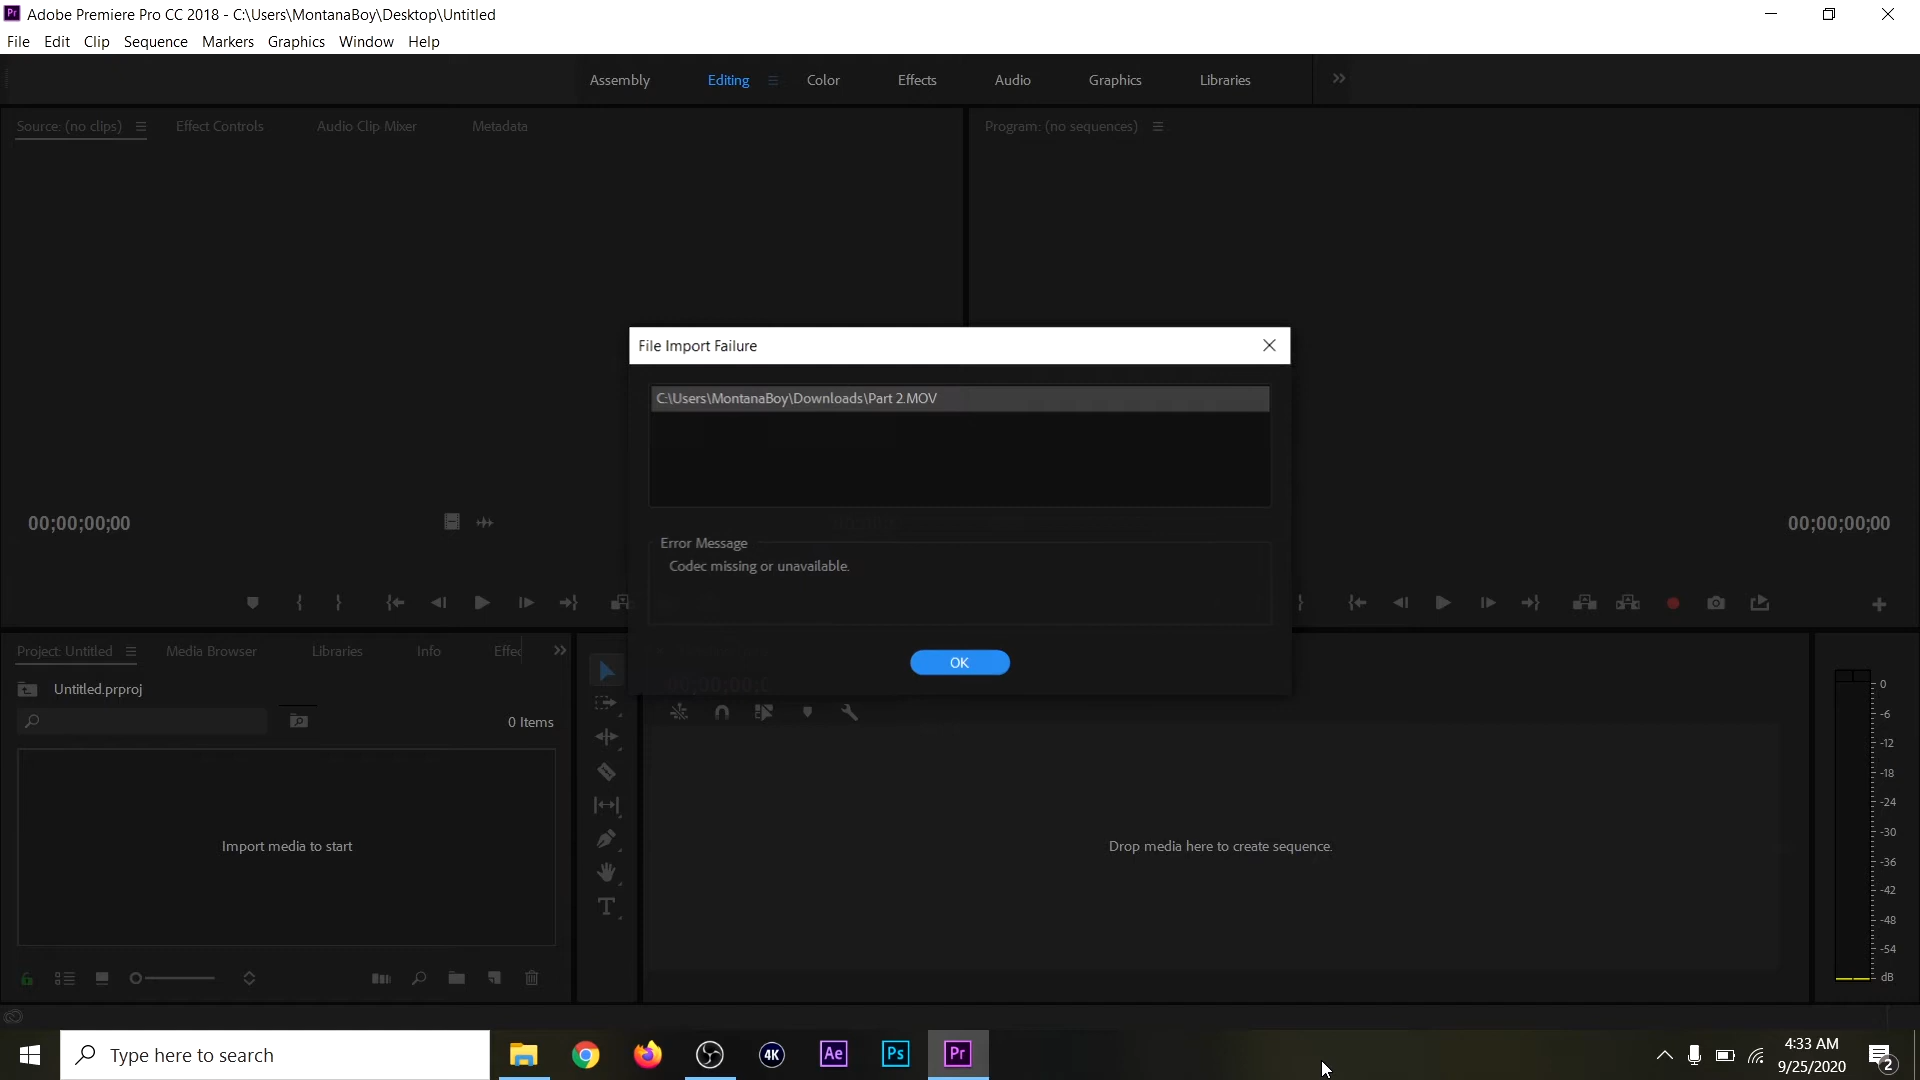 Adobe Premiere Pro CC 2018 - C:\Users\MontanaBoy\Desktop\Untitled
File Edit Clip Sequence Markers Graphics Window Help
Assembly Editing Color Effects Audio Graphics Libraries
Source: (no clips) Effect Controls Audio Clip Mixer Metadata
Program: (no sequences)
File Import Failure
C:\Users\MontanaBoy\Downloads\Part 2.MOV
00;00;00;00
00;00;00;00
Error Message
Codec missing or unavailable.
OK
Project: Untitled Media Browser Libraries Info Effec
Untitled.prproj
0 Items
00;00;00;0
Import media to start
Drop media here to create sequence.
0
-6
-12
-18
-24
-30
-36
-42
-48
-54
dB
Type here to search
4K Ae Ps Pr
4:33 AM
9/25/2020
2